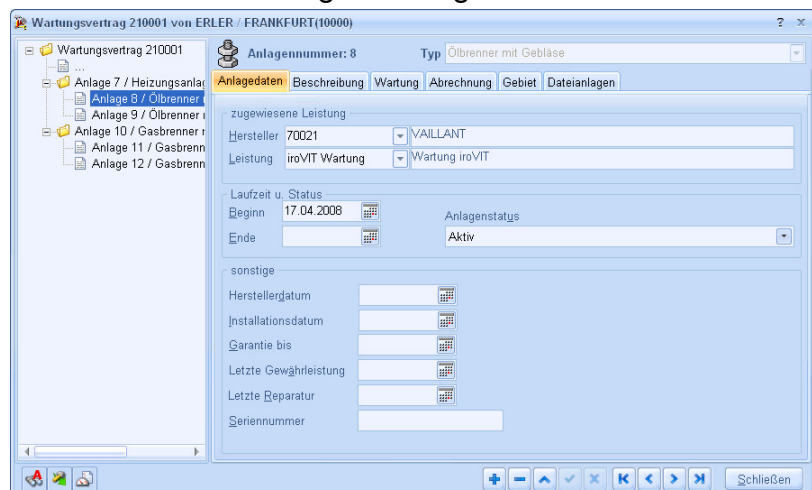 Wartungsvertrag 210001 von ERLER / FRANKFURT(10000)
Wartungsvertrag 210001
...
Anlage 7 / Heizungsanlag
Anlage 8 / Ölbrenner
Anlage 9 / Ölbrenner
Anlage 10 / Gasbrenner
Anlage 11 / Gasbrenn
Anlage 12 / Gasbrenn
Anlagennummer: 8 Typ Ölbrenner mit Gebläse
Anlagedaten Beschreibung Wartung Abrechnung Gebiet Dateianlagen
zugewiesene Leistung
Hersteller 70021 VAILLANT
Leistung iroVIT Wartung Wartung iroVIT
Laufzeit u. Status
Beginn 17.04.2008 Anlagenstatus
Ende Aktiv
sonstige
Herstellerdatum
Installationsdatum
Garantie bis
Letzte Gewährleistung
Letzte Reparatur
Seriennummer
Schließen